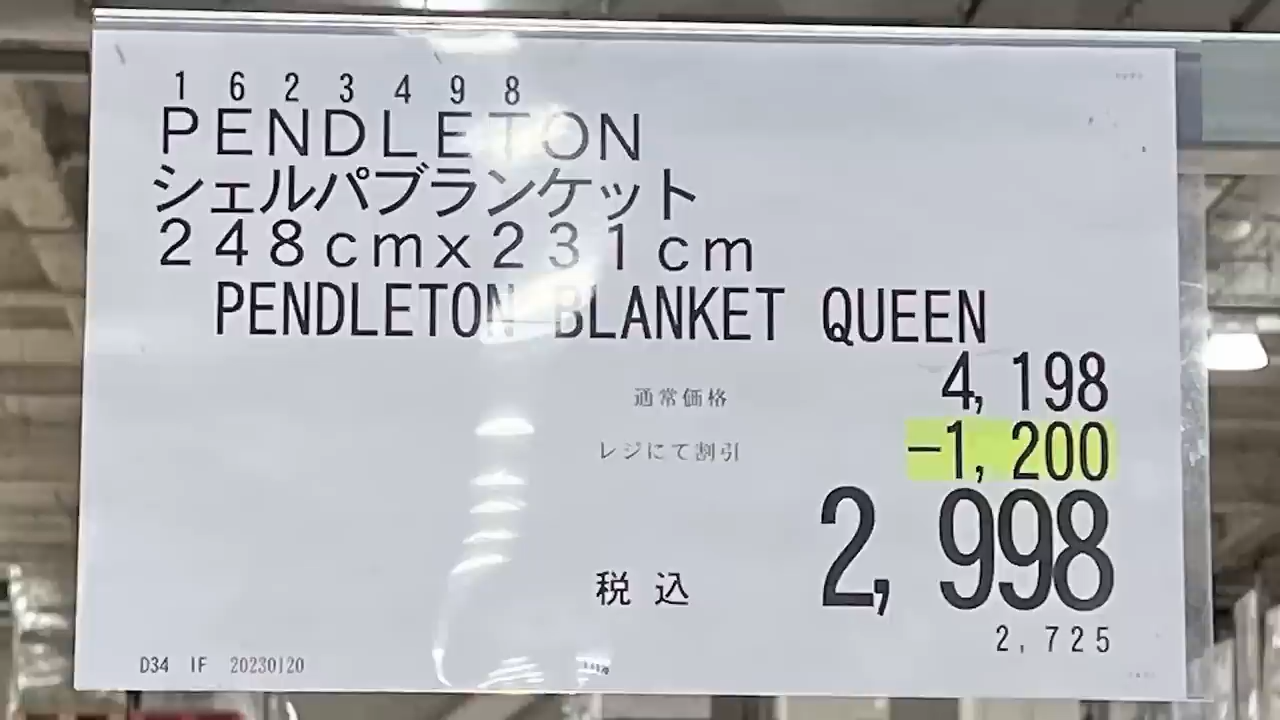 1623498
PENDLETON
シェルパブランケット
248cmx231cm
PENDLETON BLANKET QUEEN
通常価格 4,198
レジにて割引 -1,200
税込 2,998
2,725
D34 IF 20230120